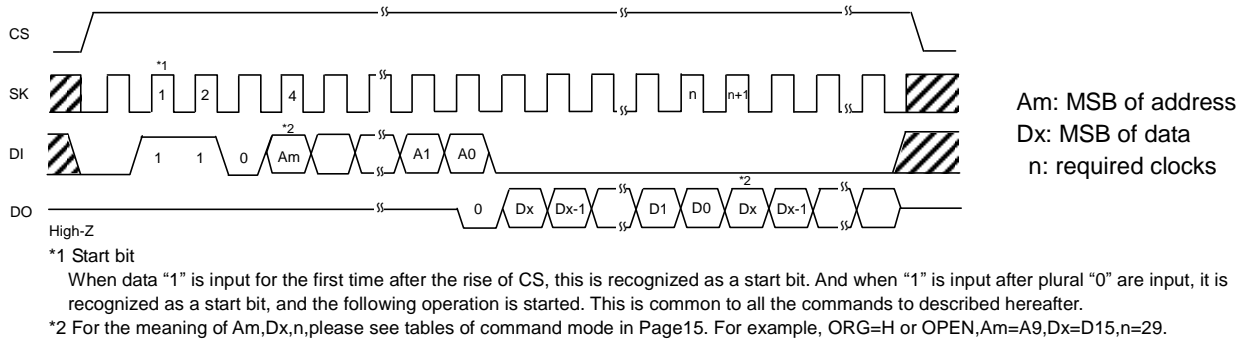 CS
*1
SK 1 2 4 n n+1
*2
DI 1 1 0 Am A1 A0
*2
DO 0 Dx Dx-1 D1 D0 Dx Dx-1
High-Z
Am: MSB of address
Dx: MSB of data
n: required clocks
*1 Start bit
When data “1” is input for the first time after the rise of CS, this is recognized as a start bit. And when “1” is input after plural “0” are input, it is
recognized as a start bit, and the following operation is started. This is common to all the commands to described hereafter.
*2 For the meaning of Am,Dx,n,please see tables of command mode in Page15. For example, ORG=H or OPEN,Am=A9,Dx=D15,n=29.